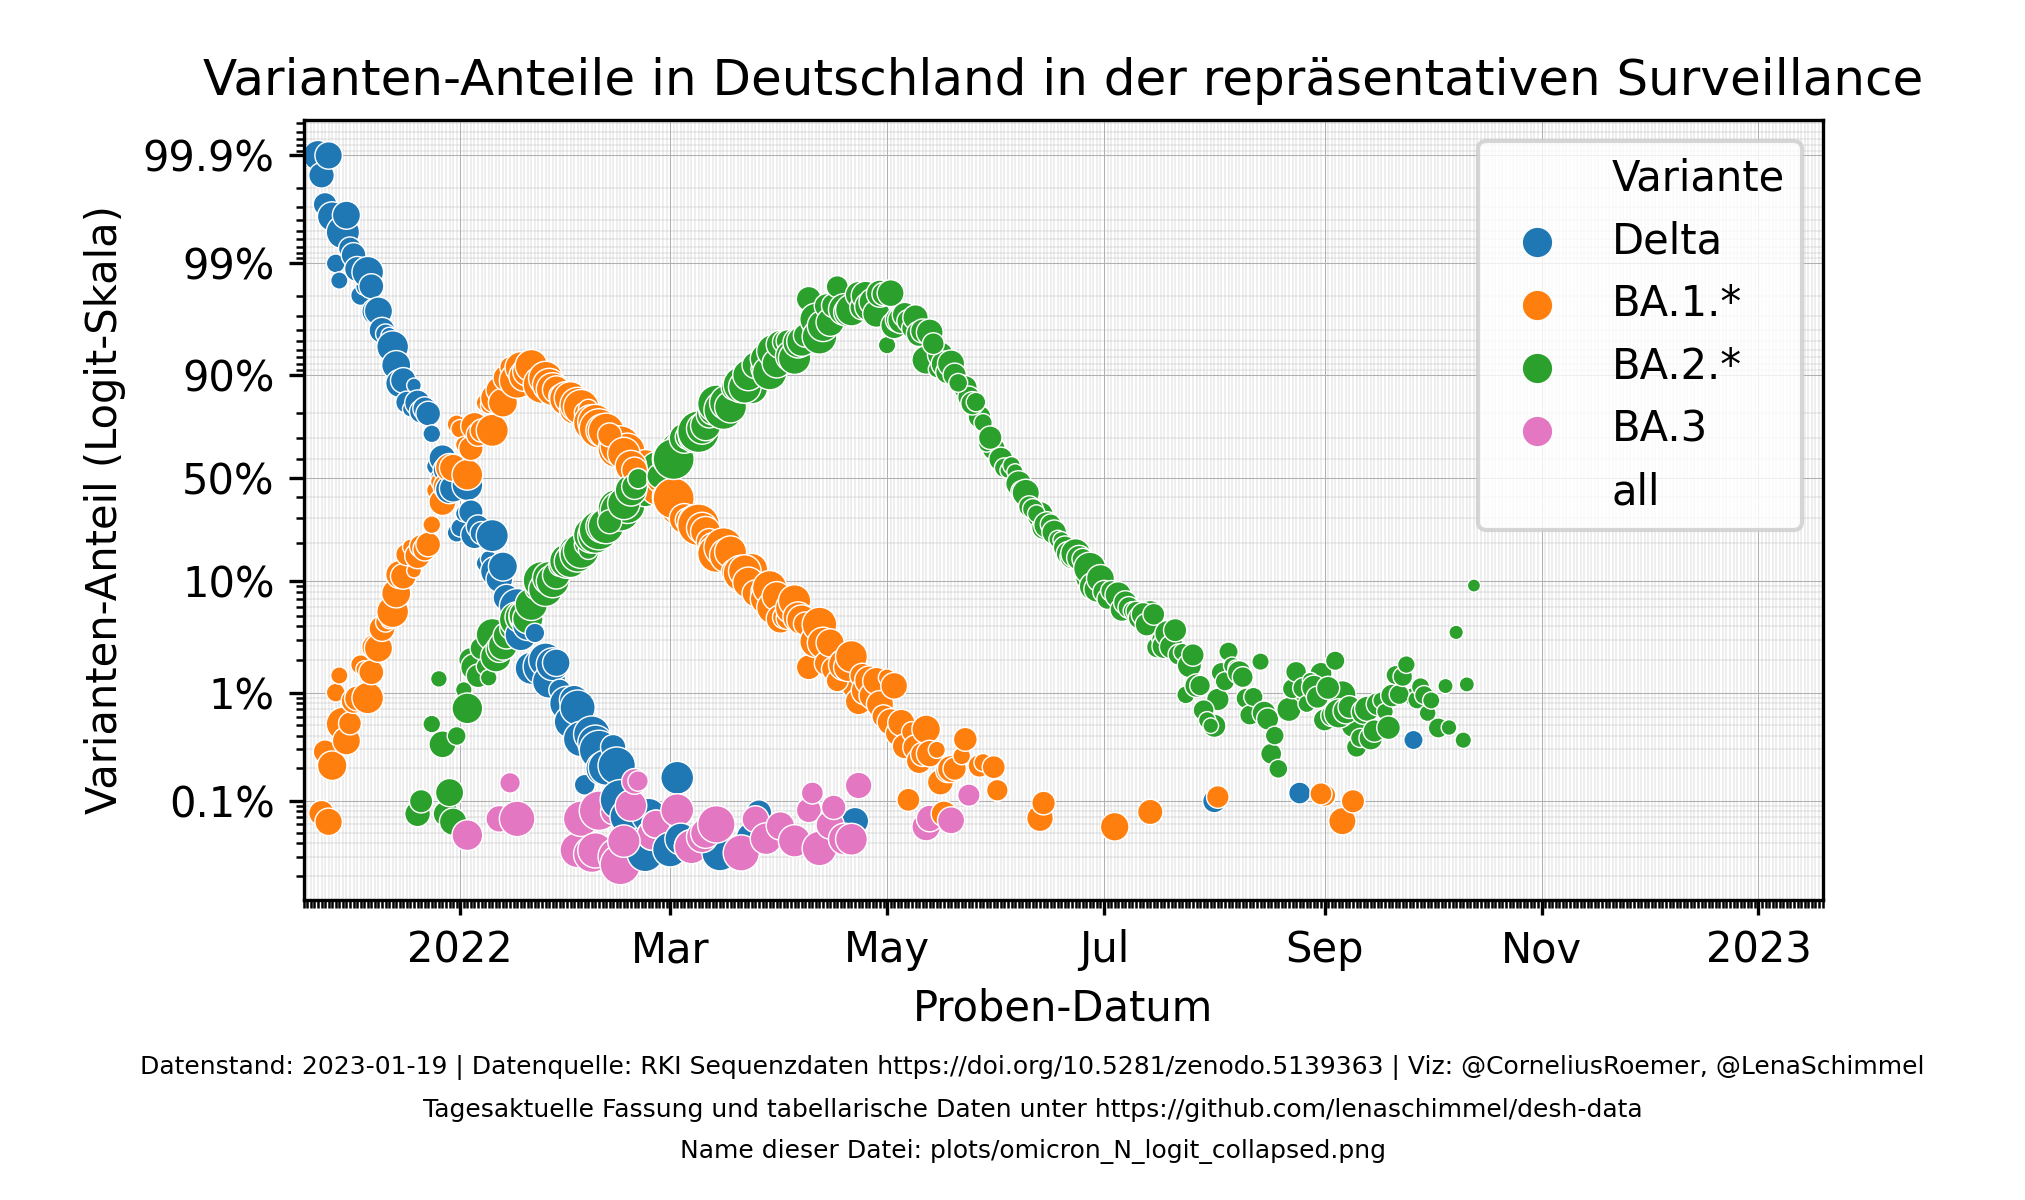 Varianten-Anteile in Deutschland in der repräsentativen Surveillance
99.9%
99%
90%
50%
10%
1%
0.1%
Varianten-Anteil (Logit-Skala)
Variante
Delta
BA.1.*
BA.2.*
BA.3
all
2022 Mar May Jul Sep Nov 2023
Proben-Datum
Datenstand: 2023-01-19 | Datenquelle: RKI Sequenzdaten https://doi.org/10.5281/zenodo.5139363 | Viz: @CorneliusRoemer, @LenaSchimmel
Tagesaktuelle Fassung und tabellarische Daten unter https://github.com/lenaschimmel/desh-data
Name dieser Datei: plots/omicron_N_logit_collapsed.png